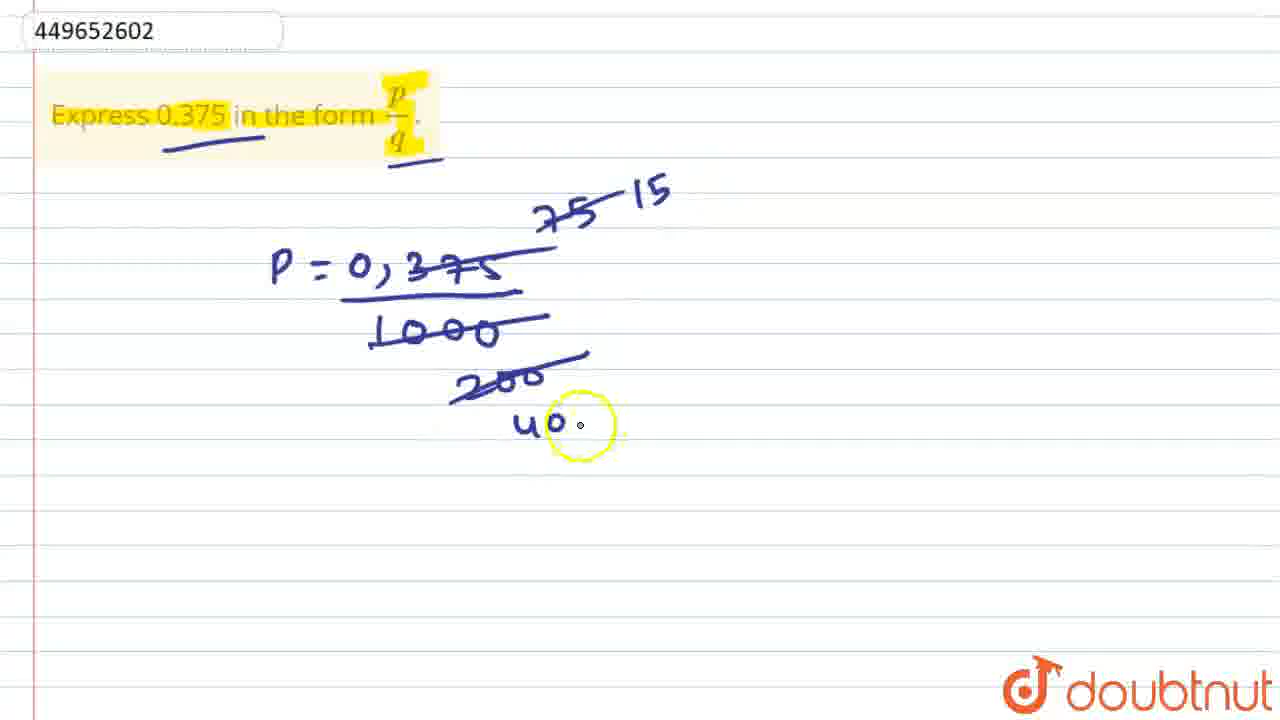 449652602
Express 0.375 in the form p/q.
75 15
P = 0,375
1000
200
40
doubtnut